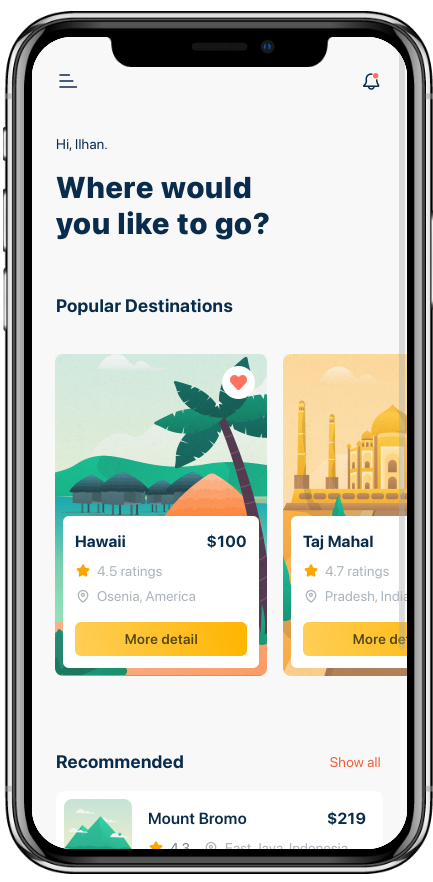 Hi, Ilhan.
Where would
you like to go?
Popular Destinations
Hawaii $100
4.5 ratings
Osenia, America
More detail
Taj Mahal
4.7 ratings
Pradesh, India
More det
Recommended Show all
Mount Bromo $219
4.3 East Java, Indonesia